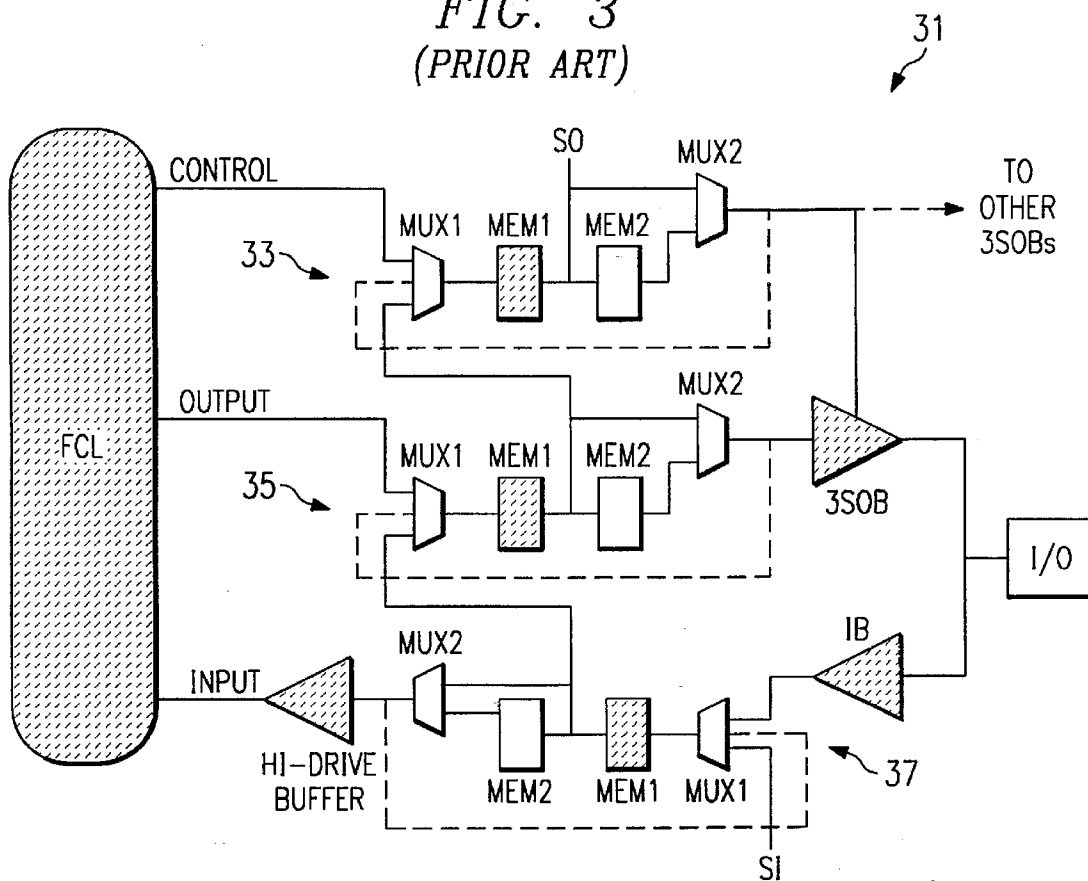 FIG. 3
(PRIOR ART)
31
CONTROL
SO
MUX2
TO
OTHER
3SOBs
MUX1
MEM1
MEM2
33
MUX2
OUTPUT
FCL
MUX1
MEM1
MEM2
35
3SOB
I/O
IB
MUX2
INPUT
HI-DRIVE
BUFFER
MEM2
MEM1
MUX1
37
SI